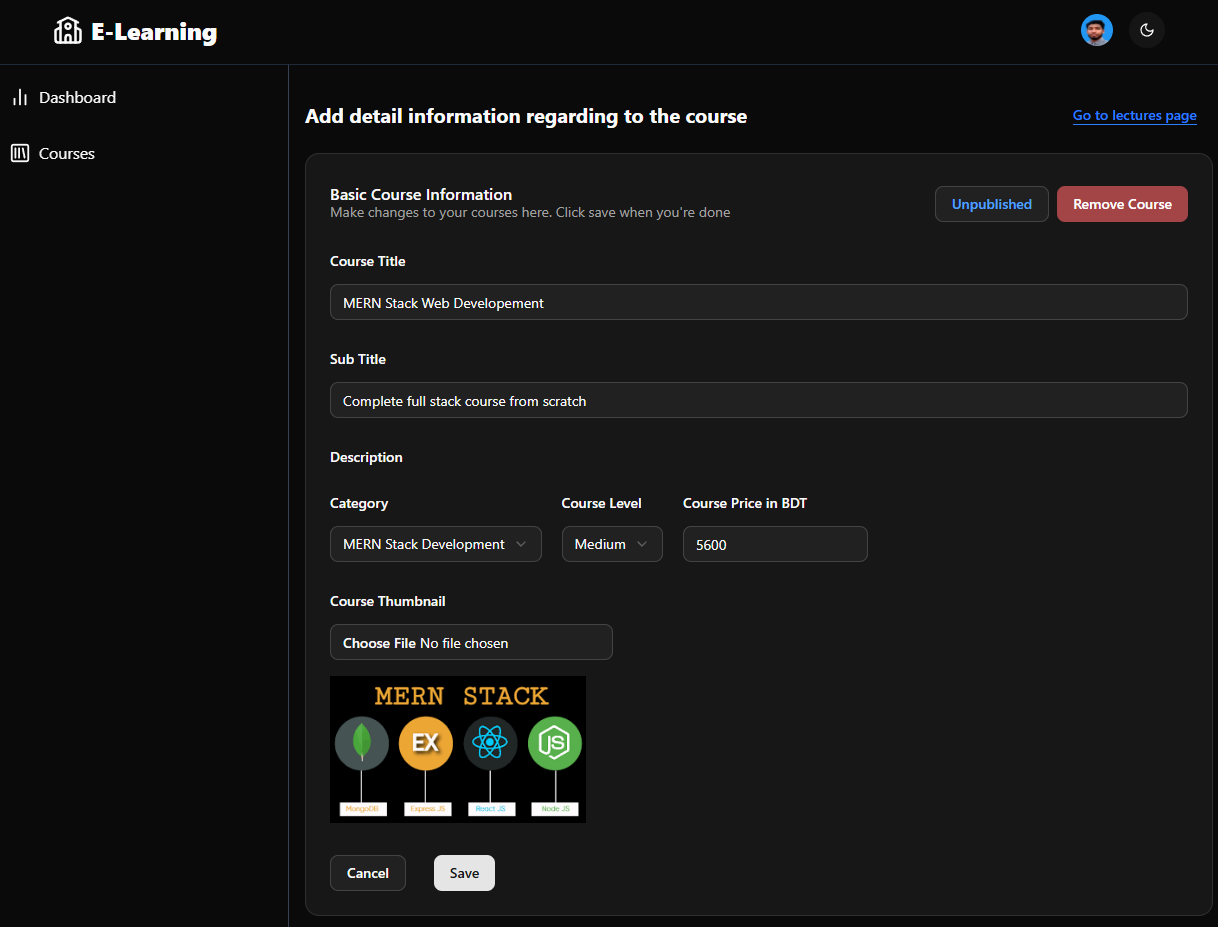 E-Learning
Dashboard
Courses
Add detail information regarding to the course
Go to lectures page
Basic Course Information
Make changes to your courses here. Click save when you're done
Unpublished
Remove Course
Course Title
MERN Stack Web Developement
Sub Title
Complete full stack course from scratch
Description
Category
Course Level
Course Price in BDT
MERN Stack Development
Medium
5600
Course Thumbnail
Choose File No file chosen
MERN STACK
EX
JS
MongoDB
Express JS
React JS
Node JS
Cancel
Save